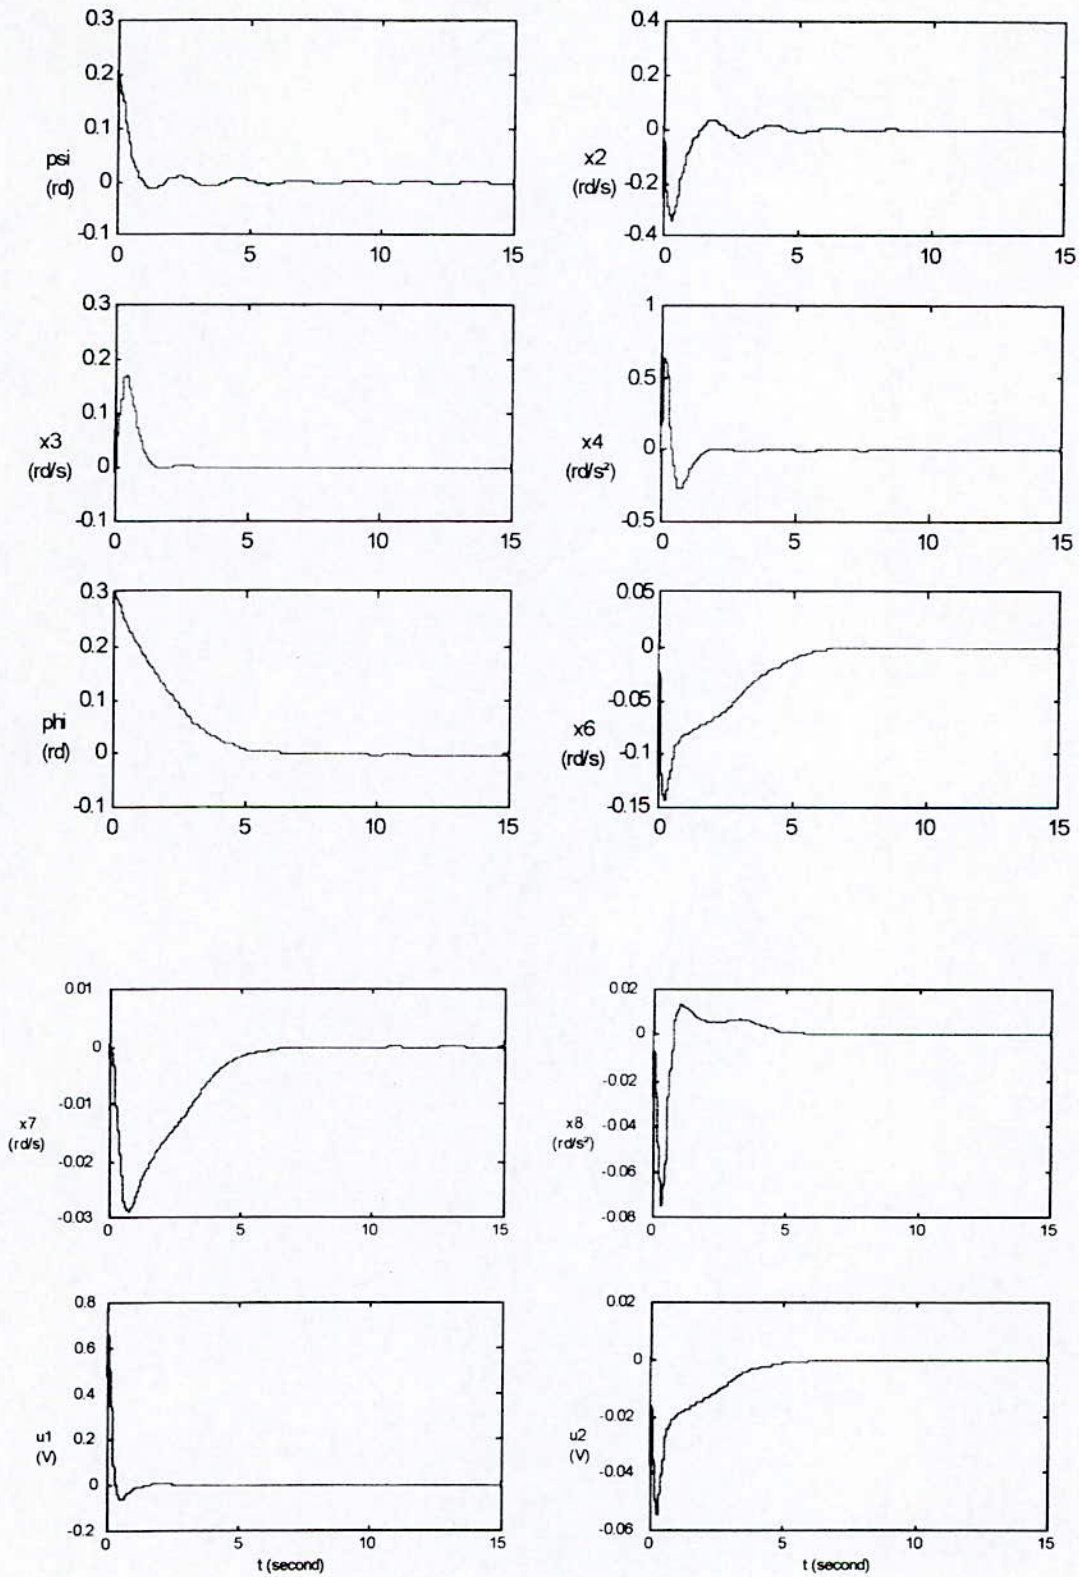 0.3 0.4
0.2 0.2
0.1 0
psi x2
(rd) 0 (rd/s) -0.2
-0.1 -0.4
0 5 10 15 0 5 10 15
0.3 1
0.2 0.5
0.1
x3 0 x4 0
(rd/s) (rd/s²)
-0.1 -0.5
0 5 10 15 0 5 10 15
0.3 0.05
0.2 0
0.1 -0.05
phi 0 x6 -0.1
(rd) (rd/s)
-0.1 -0.15
0 5 10 15 0 5 10 15
0.01 0.02
0 0
-0.01 -0.02
x7 x8 -0.04
(rd/s) -0.02 (rd/s²) -0.06
-0.03 -0.08
0 5 10 15 0 5 10 15
0.8 0.02
0.6 0
0.4
0.2 -0.02
u1 u2
(V) 0 (V) -0.04
-0.2 -0.06
0 5 10 15 0 5 10 15
t (second) t (second)